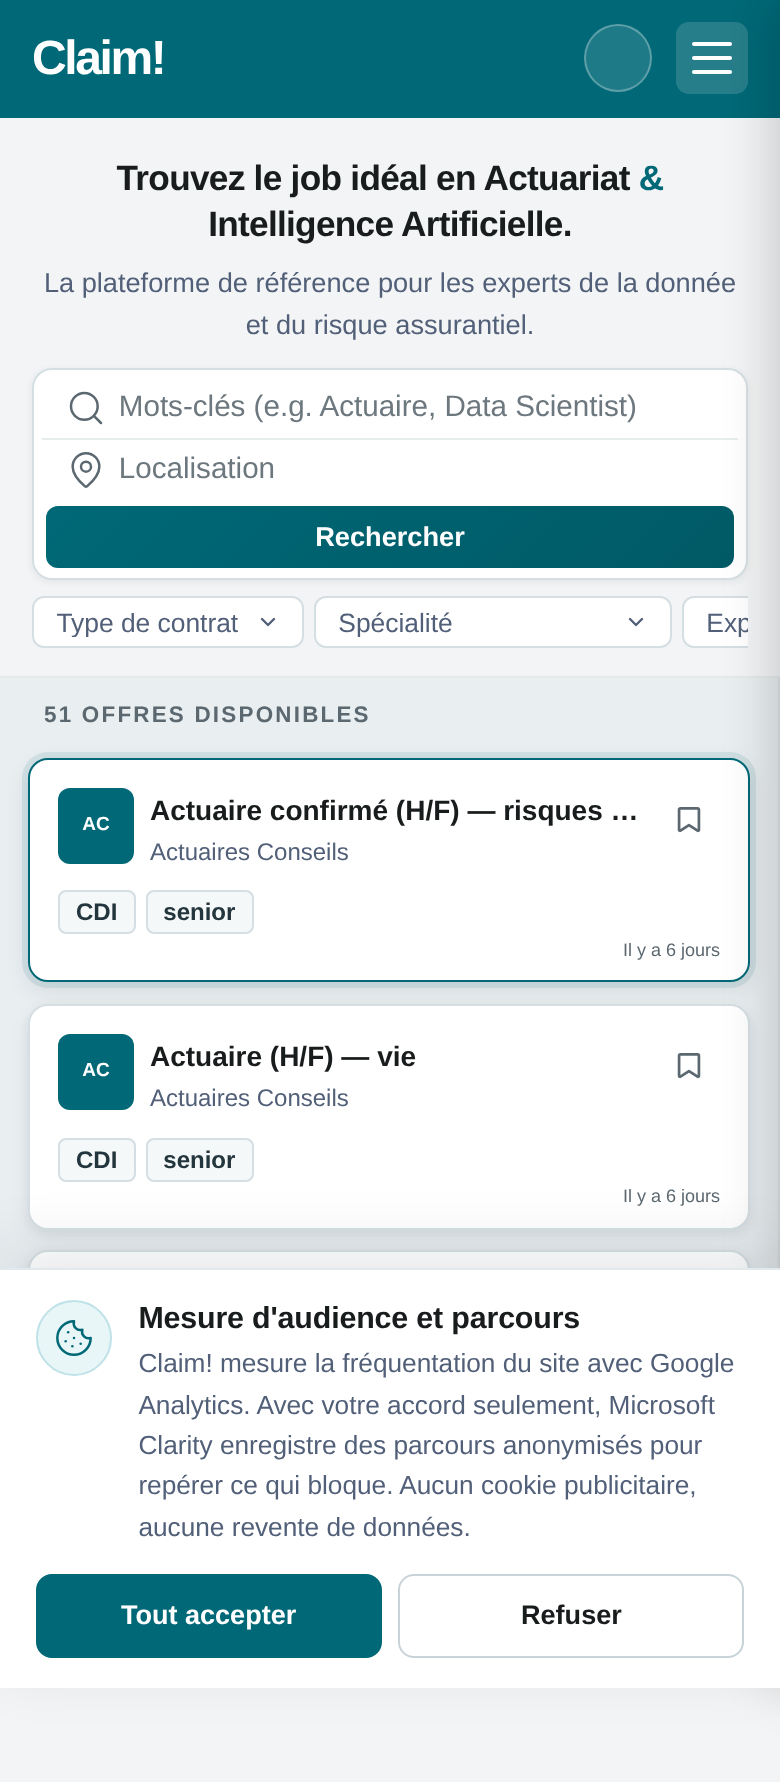 Claim!
Trouvez le job idéal en Actuariat &
Intelligence Artificielle.
La plateforme de référence pour les experts de la donnée
et du risque assurantiel.
Mots-clés (e.g. Actuaire, Data Scientist)
Localisation
Rechercher
Type de contrat
Spécialité
Exp
51 OFFRES DISPONIBLES
AC
Actuaire confirmé (H/F) — risques ...
Actuaires Conseils
CDI
senior
Il y a 6 jours
AC
Actuaire (H/F) — vie
Actuaires Conseils
CDI
senior
Il y a 6 jours
Mesure d'audience et parcours
Claim! mesure la fréquentation du site avec Google
Analytics. Avec votre accord seulement, Microsoft
Clarity enregistre des parcours anonymisés pour
repérer ce qui bloque. Aucun cookie publicitaire,
aucune revente de données.
Tout accepter
Refuser